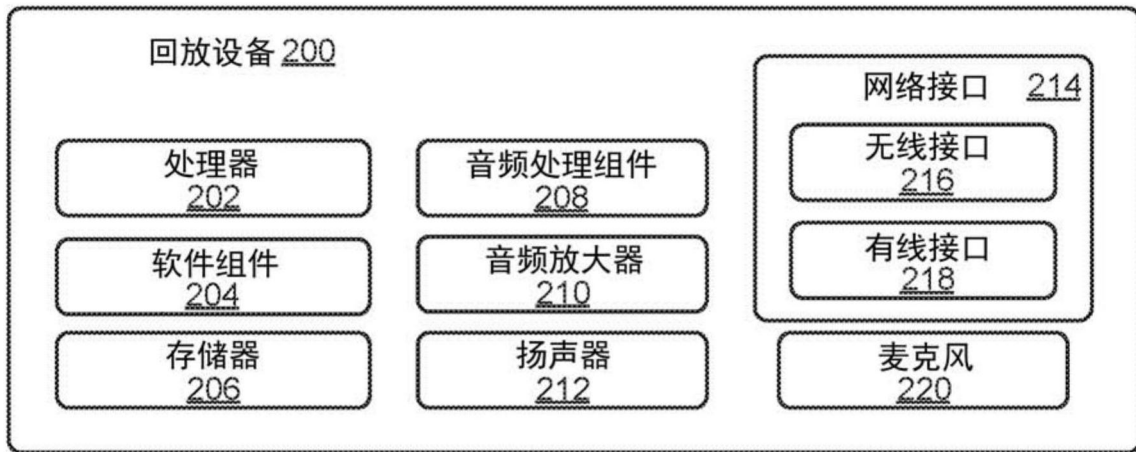 回放设备 200
处理器
202
软件组件
204
存储器
206
音频处理组件
208
音频放大器
210
扬声器
212
网络接口 214
无线接口
216
有线接口
218
麦克风
220